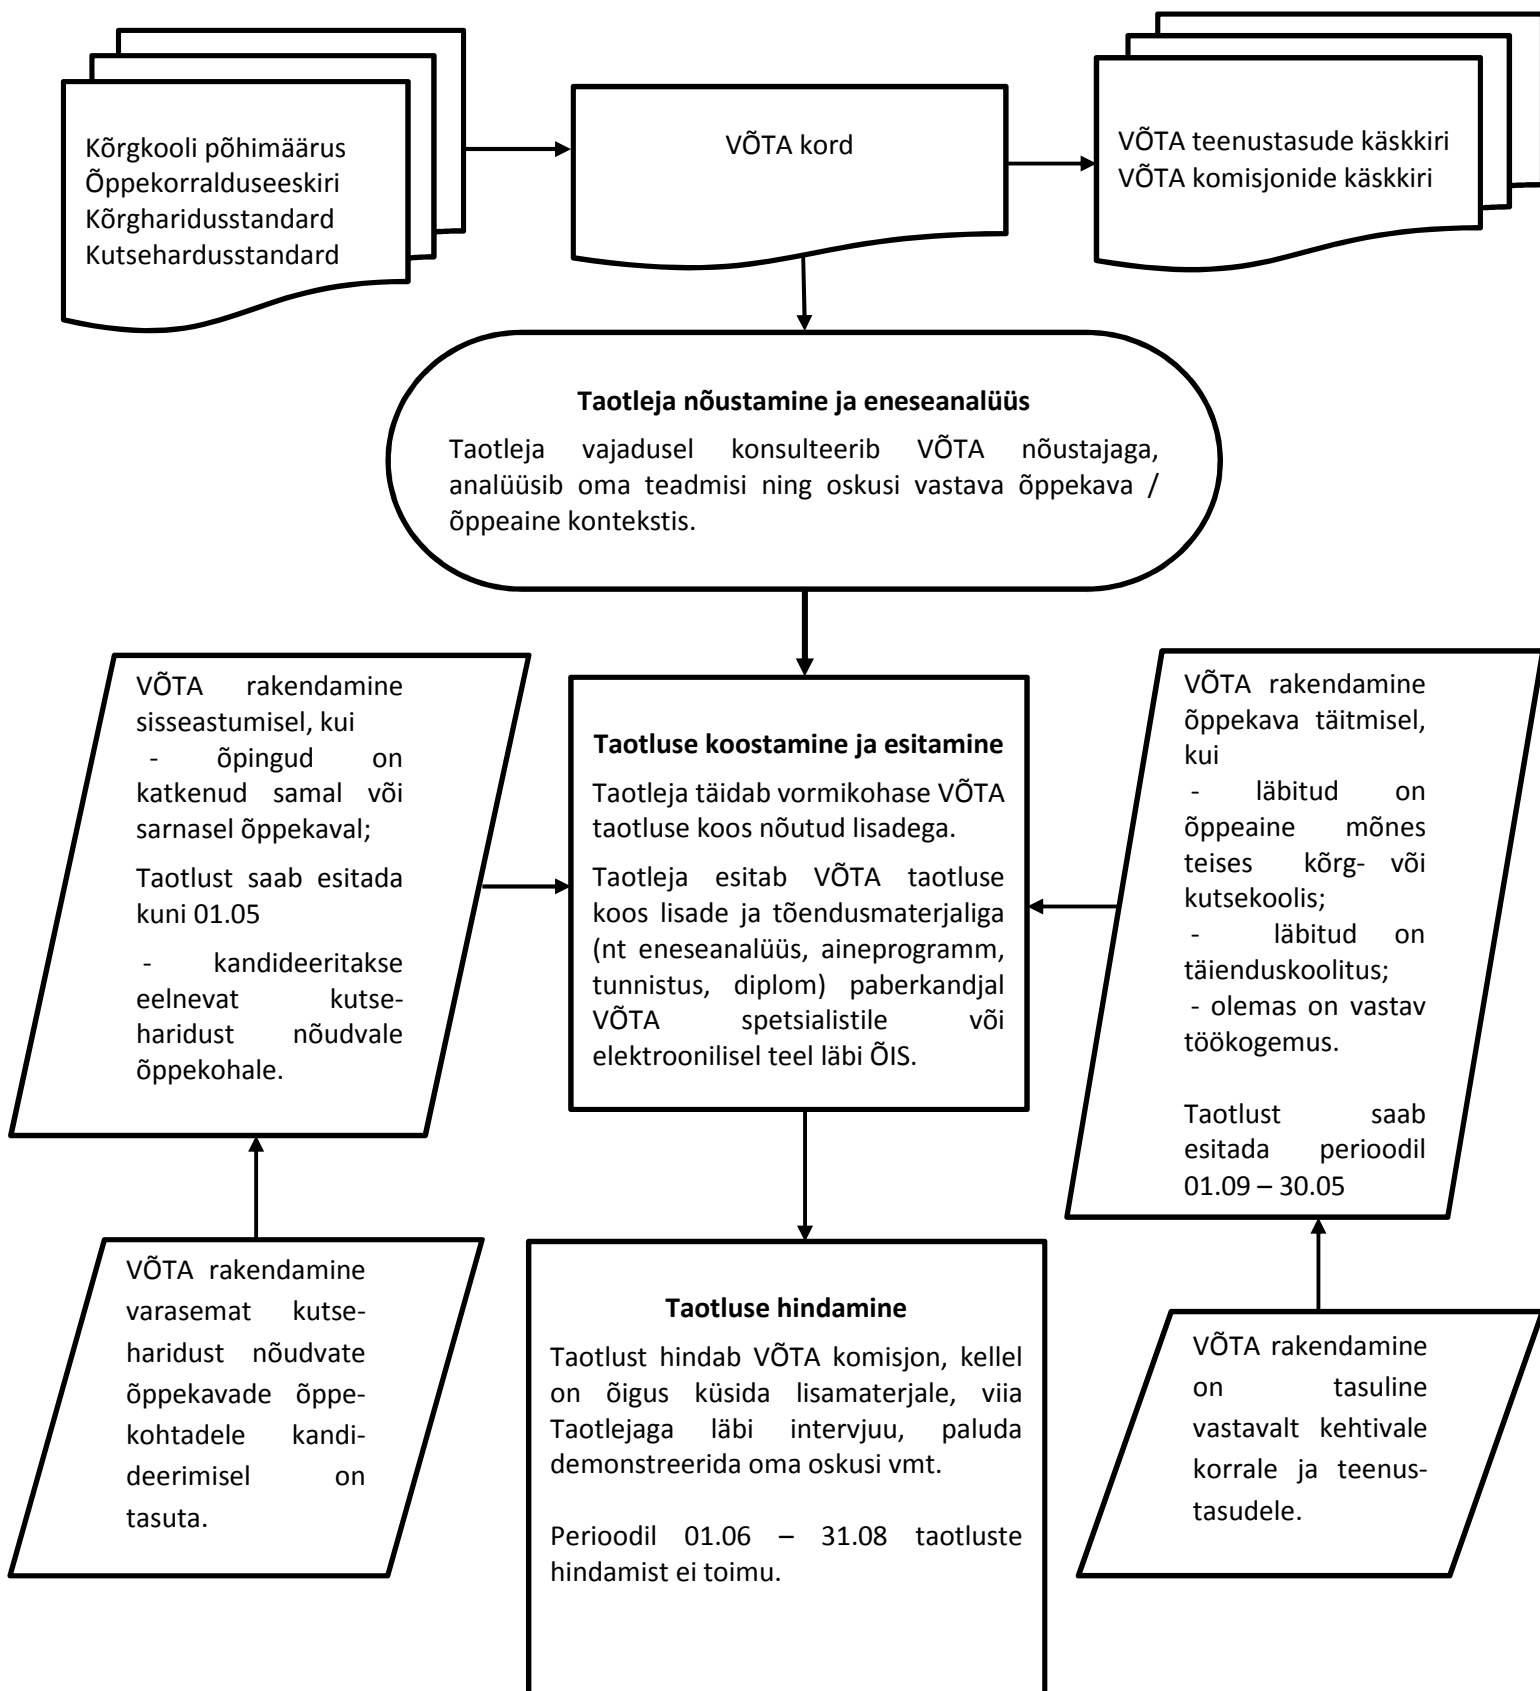 Kõrgkooli põhimäärus
Õppekorralduseeskiri
Kõrgharidusstandard
Kutsehardusstandard
VÕTA kord
VÕTA teenustasude käskkiri
VÕTA komisjonide käskkiri
Taotleja nõustamine ja eneseanalüüs
Taotleja vajadusel konsulteerib VÕTA nõustajaga,
analüüsib oma teadmisi ning oskusi vastava õppekava /
õppeaine kontekstis.
VÕTA rakendamine
sisseastumisel, kui
- õpingud on
katkenud samal või
sarnasel õppekaval;
Taotlust saab esitada
kuni 01.05
- kandideeritakse
eelnevat kutse-
haridust nõudvale
õppekohale.
Taotluse koostamine ja esitamine
Taotleja täidab vormikohase VÕTA
taotluse koos nõutud lisadega.
Taotleja esitab VÕTA taotluse
koos lisade ja tõendusmaterjaliga
(nt eneseanalüüs, aineprogramm,
tunnistus, diplom) paberkandjal
VÕTA spetsialistile või
elektroonilisel teel läbi ÕIS.
VÕTA rakendamine
õppekava täitmisel,
kui
- läbitud on
õppeaine mõnes
teises kõrg- või
kutsekoolis;
- läbitud on
täienduskoolitus;
- olemas on vastav
töökogemus.
Taotlust saab
esitada perioodil
01.09 – 30.05
VÕTA rakendamine
varasemat kutse-
haridust nõudvate
õppekavade õppe-
kohtadele kandi-
deerimisel on
tasuta.
Taotluse hindamine
Taotlust hindab VÕTA komisjon, kellel
on õigus küsida lisamaterjale, viia
Taotlejaga läbi intervjuu, paluda
demonstreerida oma oskusi vmt.
Perioodil 01.06 – 31.08 taotluste
hindamist ei toimu.
VÕTA rakendamine
on tasuline
vastavalt kehtivale
korrale ja teenus-
tasudele.